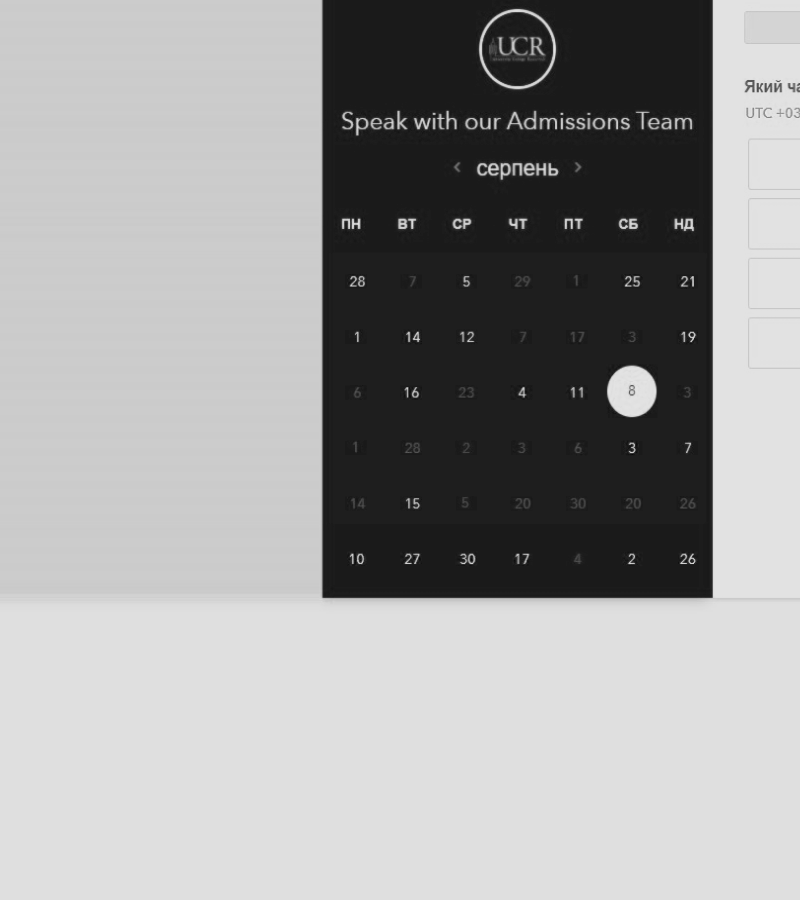 UCR
Speak with our Admissions Team
Який ча
UTC +03
< серпень >
ПН ВТ СР ЧТ ПТ СБ НД
28 7 5 29 1 25 21
1 14 12 7 17 3 19
6 16 23 4 11 8 3
1 28 2 3 6 3 7
14 15 5 20 30 20 26
10 27 30 17 4 2 26